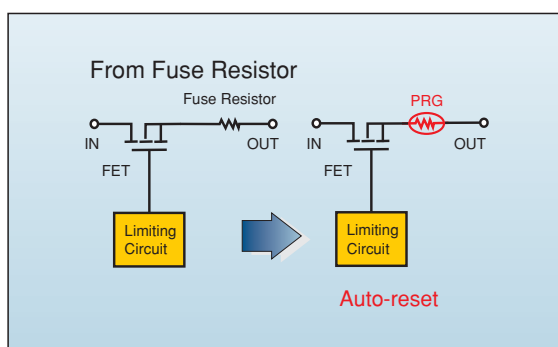 From Fuse Resistor
Fuse Resistor
IN
OUT
FET
Limiting
Circuit
PRG
IN
OUT
FET
Limiting
Circuit
Auto-reset